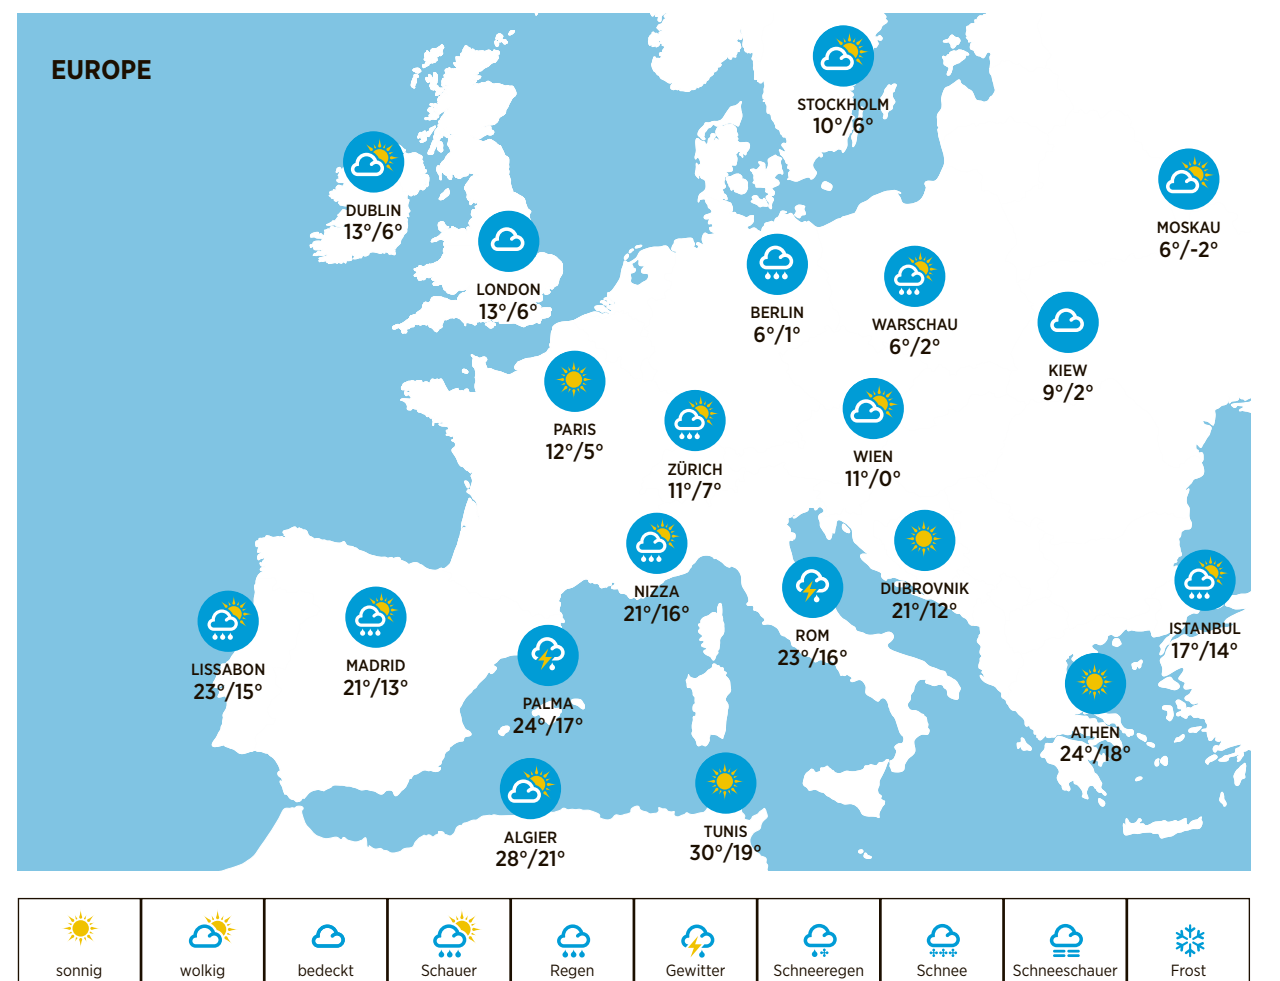 EUROPE
STOCKHOLM
10°/6°
DUBLIN
13°/6°
MOSKAU
6°/-2°
LONDON
13°/6°
BERLIN
6°/1°
WARSCHAU
6°/2°
KIEW
9°/2°
PARIS
12°/5°
ZÜRICH
11°/7°
WIEN
11°/0°
NIZZA
21°/16°
DUBROVNIK
21°/12°
ROM
23°/16°
ISTANBUL
17°/14°
LISSABON
23°/15°
MADRID
21°/13°
PALMA
24°/17°
ATHEN
24°/18°
ALGIER
28°/21°
TUNIS
30°/19°
sonnig
wolkig
bedeckt
Schauer
Regen
Gewitter
Schneeregen
Schnee
Schneeschauer
Frost